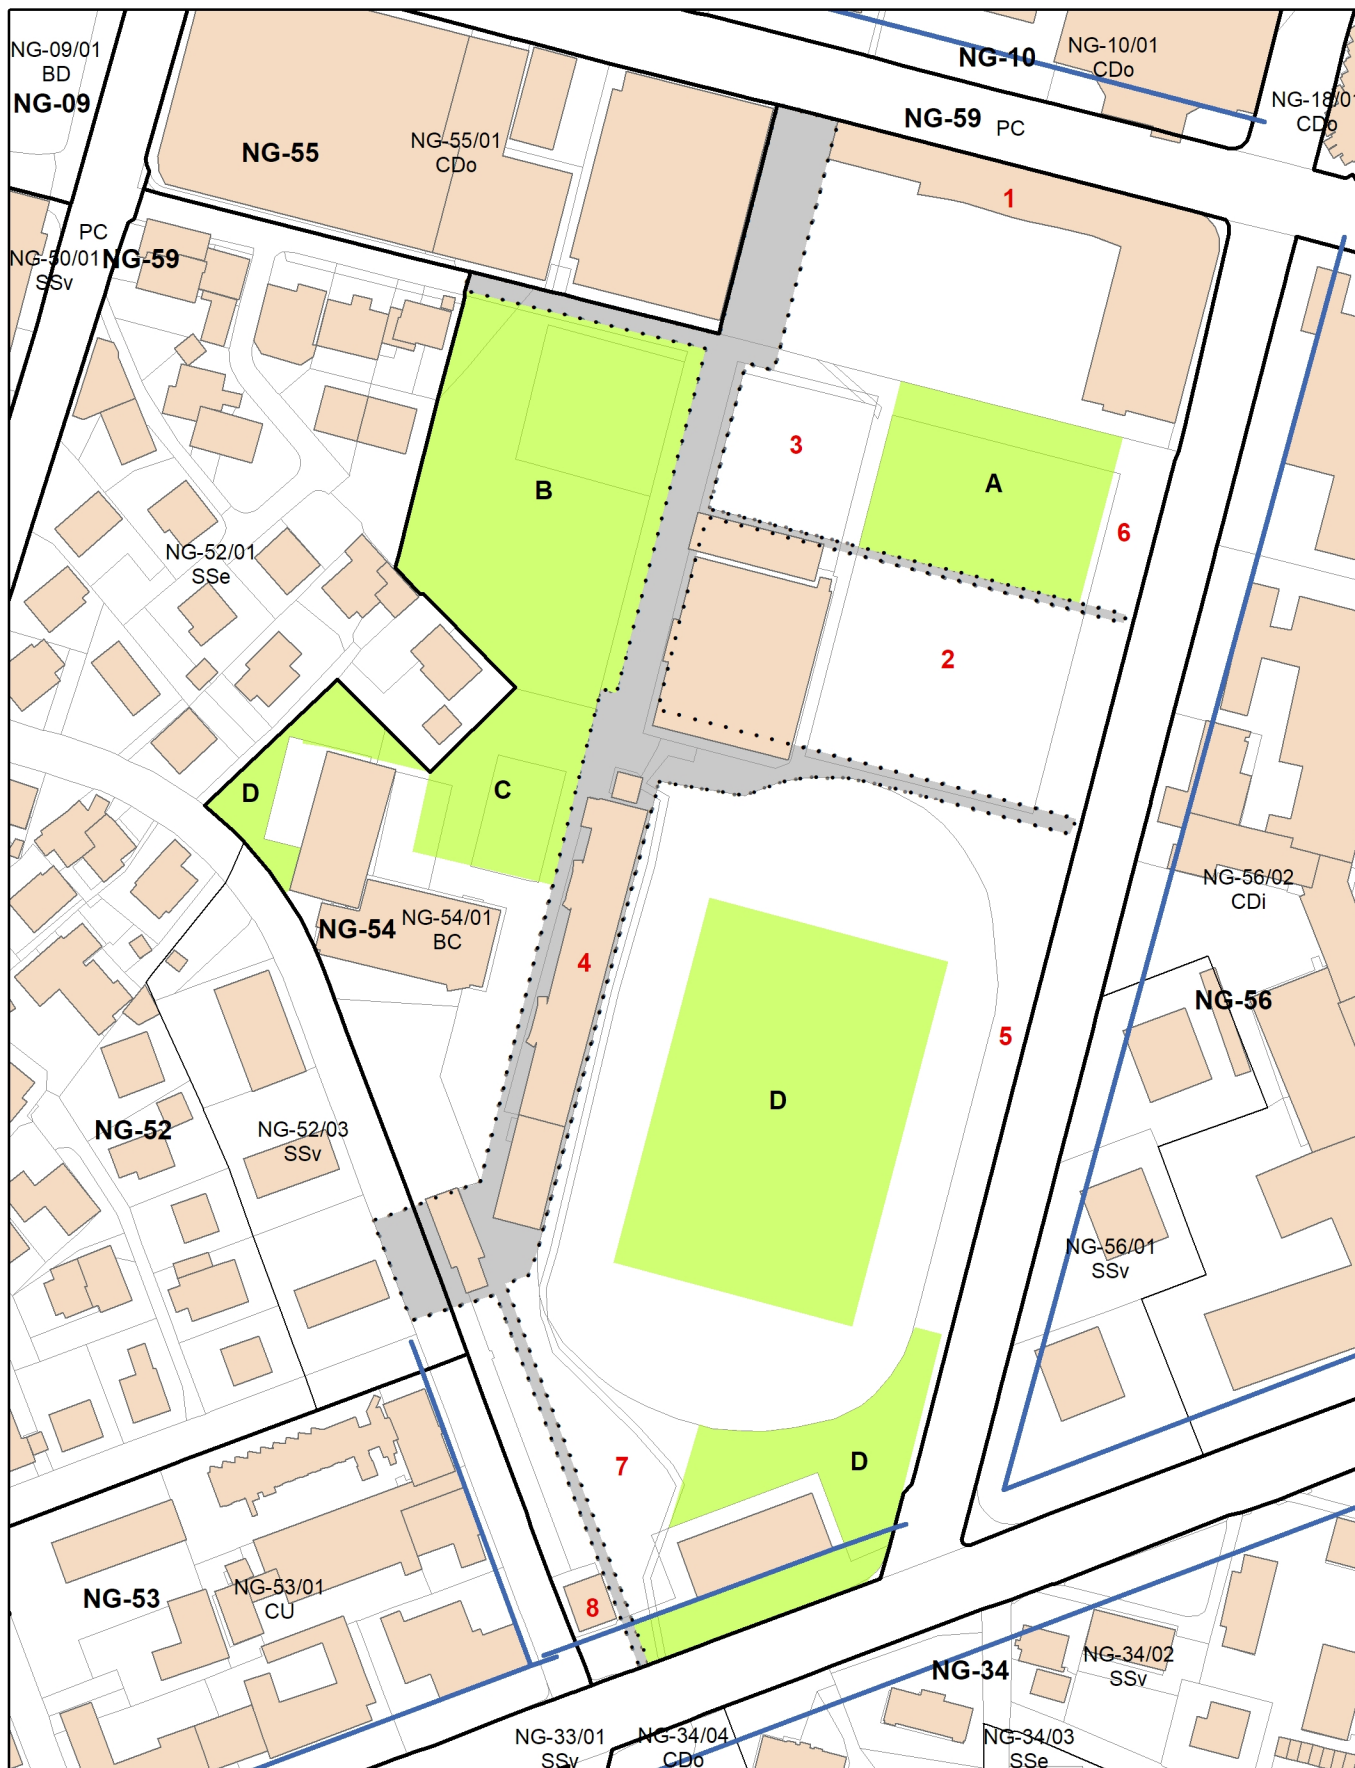 NG-09/01
BD
NG-09
NG-10
NG-10/01
CDo
NG-18/01
CDo
NG-59
PC
NG-55
NG-55/01
CDo
1
PC
NG-59
NG-50/01
SSv
3
B
A
6
NG-52/01
SSe
2
D
C
NG-56/02
CDi
NG-54
NG-54/01
BC
4
NG-56
5
D
NG-52
NG-52/03
SSv
NG-56/01
SSv
D
7
NG-53
NG-53/01
CU
8
NG-34
NG-34/02
SSv
NG-33/01
SSv
NG-34/04
CDo
NG-34/03
SSe